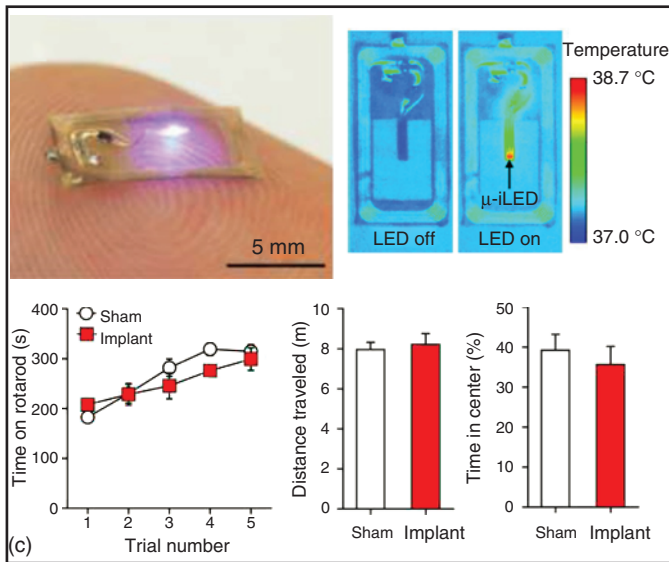 5 mm
Temperature
38.7 °C
37.0 °C
μ-iLED
LED off
LED on
Time on rotarod (s)
400
300
200
100
0
Sham
Implant
1 2 3 4 5
Trial number
Distance traveled (m)
10
8
6
4
2
0
Sham Implant
Time in center (%)
50
40
30
20
10
0
Sham Implant
(c)